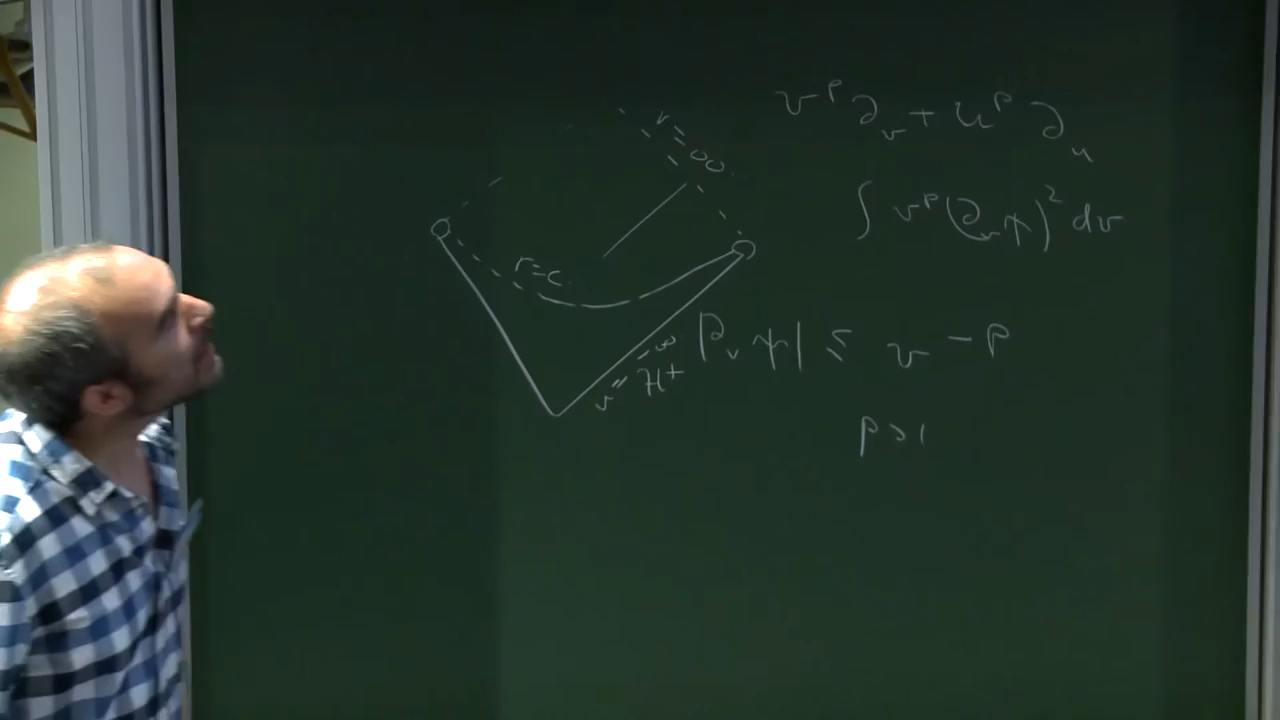 v^p ∂_v + u^p ∂_u
r = ∞
∫ v^p (∂_v ψ)^2 dv
r = c
|∂_v ψ| ≲ v^{-p}
r = -∞
H^+
p > 1